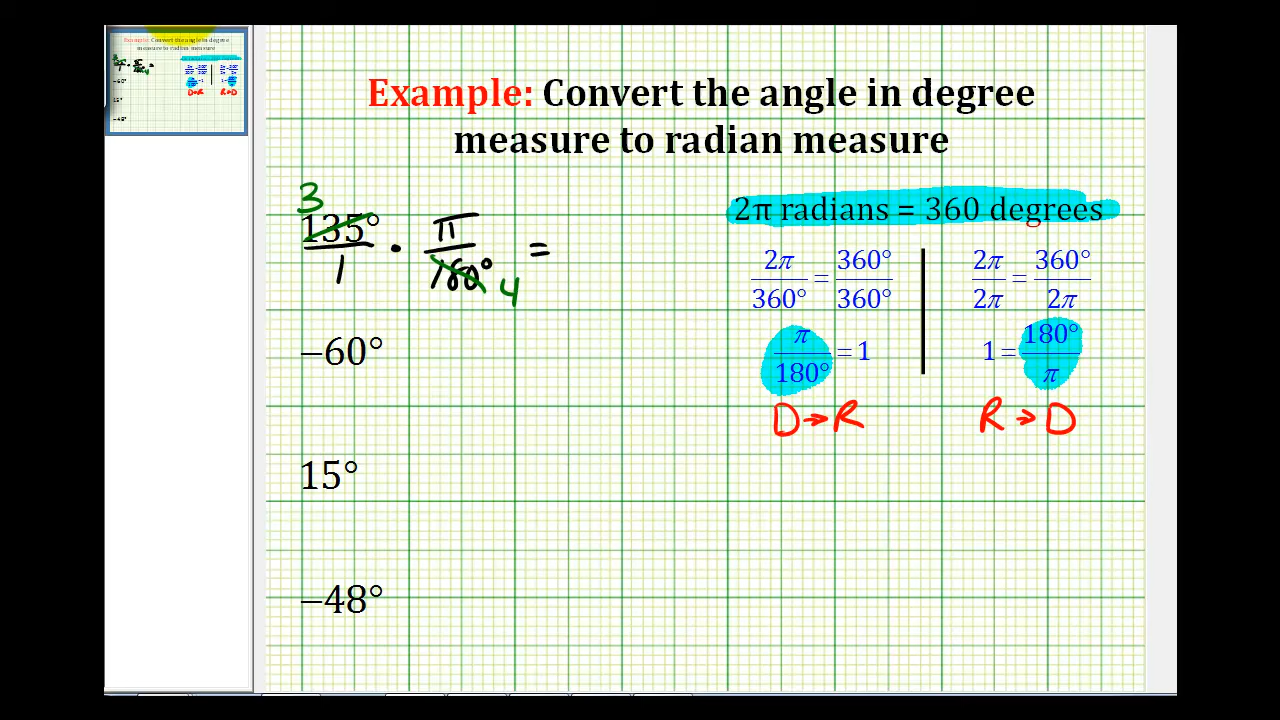 Example: Convert the angle in degree
measure to radian measure
3
135° / 1 · π / 180° =
4
−60°
15°
−48°
2π radians = 360 degrees
2π / 360° = 360° / 360°
π / 180° = 1
D → R
2π / 2π = 360° / 2π
1 = 180° / π
R → D